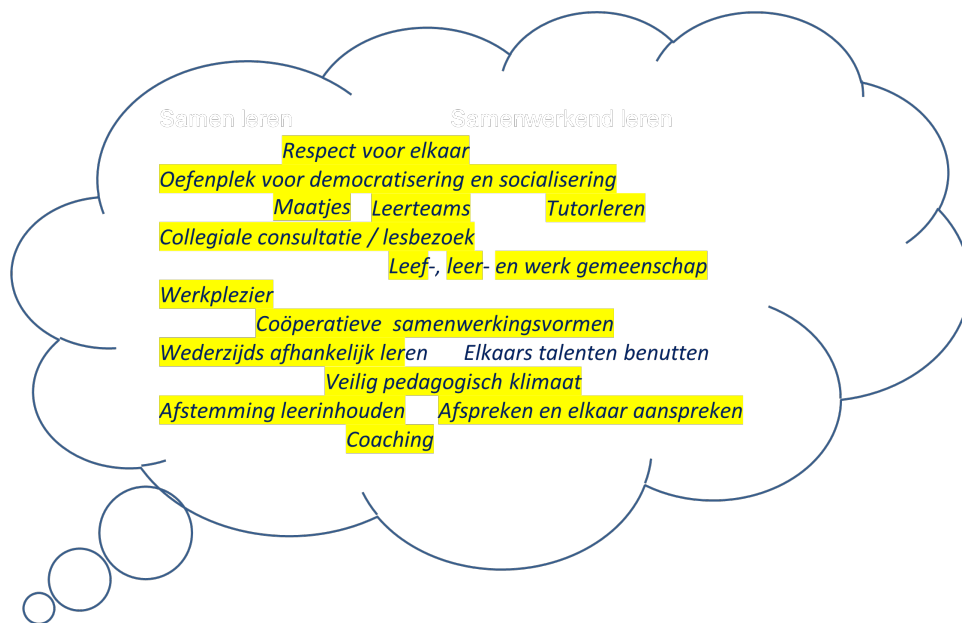 Samen leren Samenwerkend leren
Respect voor elkaar
Oefenplek voor democratisering en socialisering
Maatjes Leerteams Tutorleren
Collegiale consultatie / lesbezoek
Leef-, leer- en werk gemeenschap
Werkplezier
Coöperatieve samenwerkingsvormen
Wederzijds afhankelijk leren Elkaars talenten benutten
Veilig pedagogisch klimaat
Afstemming leerinhouden Afspreken en elkaar aanspreken
Coaching